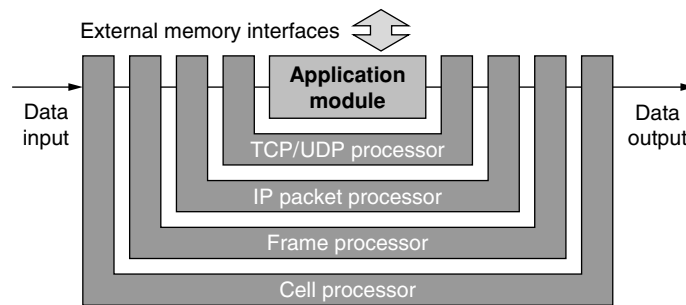 External memory interfaces
Application
module
Data
input
Data
output
TCP/UDP processor
IP packet processor
Frame processor
Cell processor